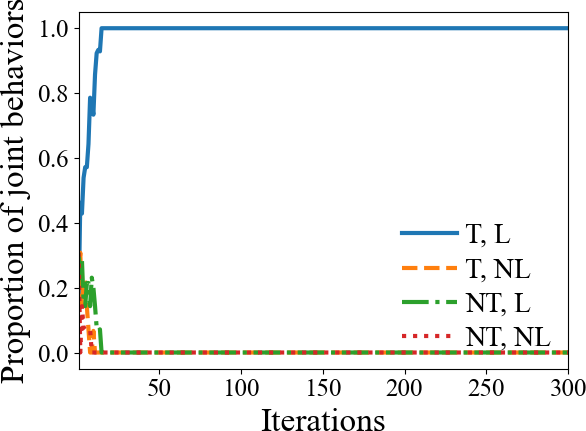 Proportion of joint behaviors
1.0
0.8
0.6
0.4
0.2
0.0
T, L
T, NL
NT, L
NT, NL
50 100 150 200 250 300
Iterations